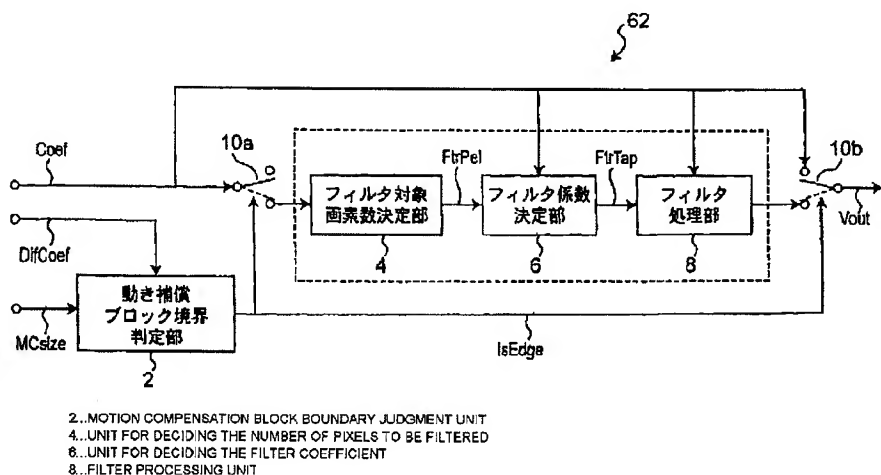 62
Coef
10a
10b
FtrPel
FtrTap
フィルタ対象
画素数決定部
フィルタ係数
決定部
フィルタ
処理部
Vout
DifCoef
4
6
8
動き補償
ブロック境界
判定部
MCsize
IsEdge
2
2...MOTION COMPENSATION BLOCK BOUNDARY JUDGMENT UNIT
4...UNIT FOR DECIDING THE NUMBER OF PIXELS TO BE FILTERED
6...UNIT FOR DECIDING THE FILTER COEFFICIENT
8...FILTER PROCESSING UNIT